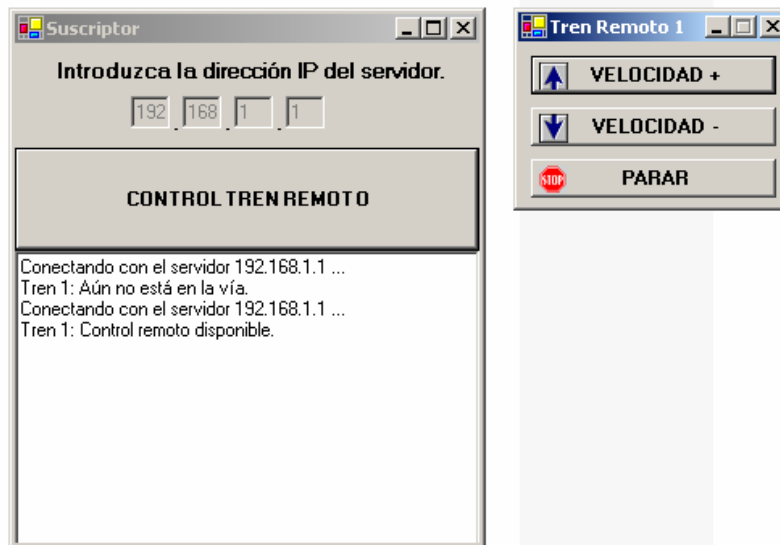 Suscriptor
Introduzca la dirección IP del servidor.
192 . 168 . 1 . 1
CONTROL TREN REMOTO
Conectando con el servidor 192.168.1.1 ...
Tren 1: Aún no está en la vía.
Conectando con el servidor 192.168.1.1 ...
Tren 1: Control remoto disponible.
Tren Remoto 1
VELOCIDAD +
VELOCIDAD -
STOP PARAR